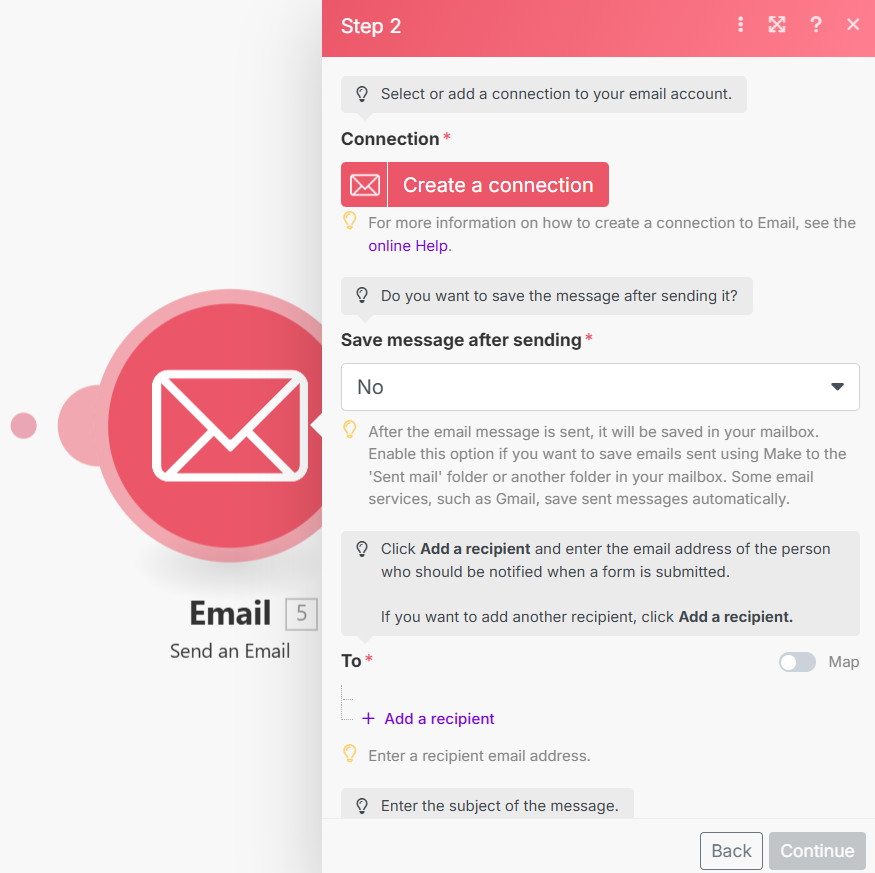 Step 2
?
Select or add a connection to your email account.
Connection *
Create a connection
For more information on how to create a connection to Email, see the
online Help.
Do you want to save the message after sending it?
Save message after sending *
No
After the email message is sent, it will be saved in your mailbox.
Enable this option if you want to save emails sent using Make to the
'Sent mail' folder or another folder in your mailbox. Some email
services, such as Gmail, save sent messages automatically.
Click Add a recipient and enter the email address of the person
who should be notified when a form is submitted.
If you want to add another recipient, click Add a recipient.
Email 5
Send an Email
To *
Map
+ Add a recipient
Enter a recipient email address.
Enter the subject of the message.
Back
Continue